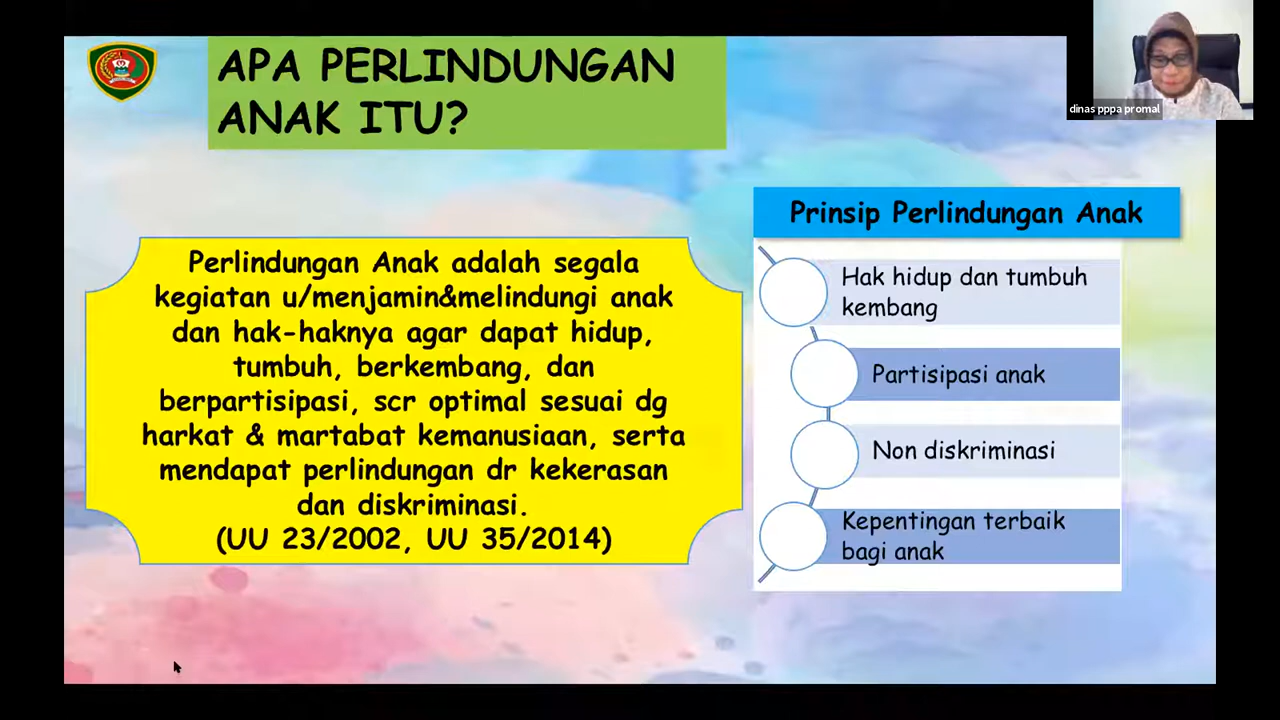 APA PERLINDUNGAN
ANAK ITU?
dinas pppa promal
Prinsip Perlindungan Anak
Perlindungan Anak adalah segala
kegiatan u/menjamin&melindungi anak
dan hak-haknya agar dapat hidup,
tumbuh, berkembang, dan
berpartisipasi, scr optimal sesuai dg
harkat & martabat kemanusiaan, serta
mendapat perlindungan dr kekerasan
dan diskriminasi.
(UU 23/2002, UU 35/2014)
Hak hidup dan tumbuh
kembang
Partisipasi anak
Non diskriminasi
Kepentingan terbaik
bagi anak